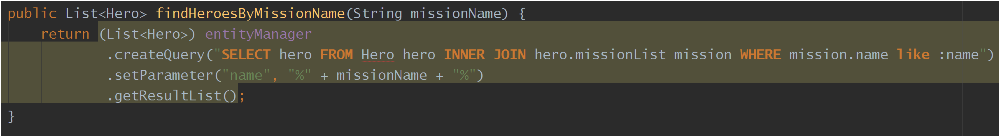 public List<Hero> findHeroesByMissionName(String missionName) {
    return (List<Hero>) entityManager
            .createQuery("SELECT hero FROM Hero hero INNER JOIN hero.missionList mission WHERE mission.name like :name")
            .setParameter("name", "%" + missionName + "%")
            .getResultList();
}